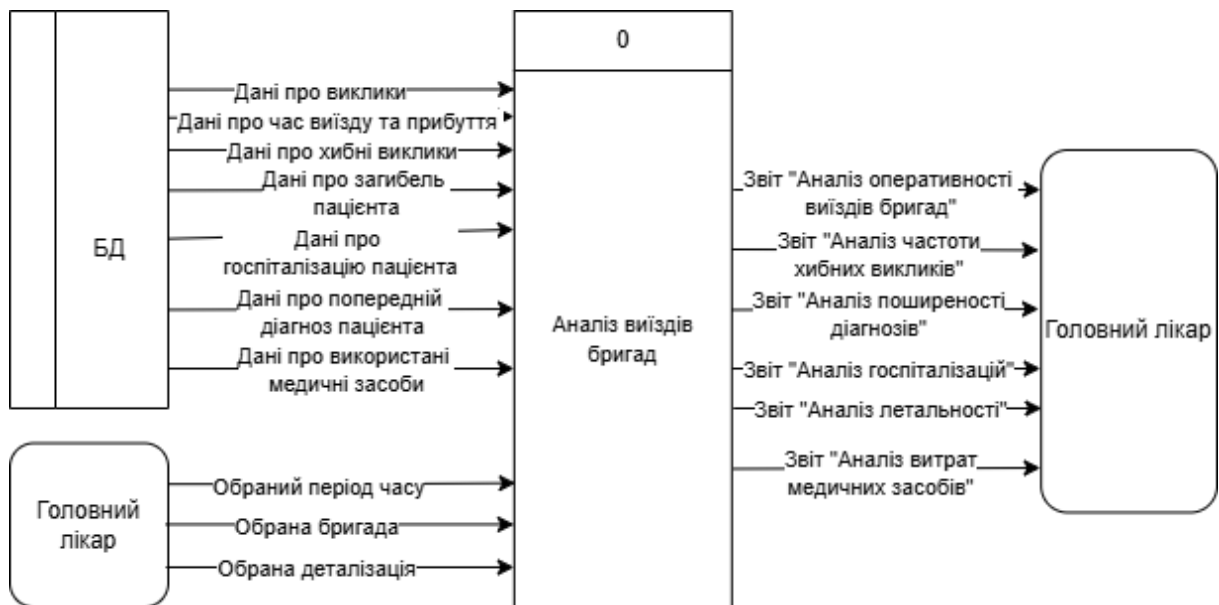 0
БД
Дані про виклики
Дані про час виїзду та прибуття
Дані про хибні виклики
Дані про загибель
пацієнта
Дані про
госпіталізацію пацієнта
Дані про попередній
діагноз пацієнта
Дані про використані
медичні засоби
Головний
лікар
Обраний період часу
Обрана бригада
Обрана деталізація
Аналіз виїздів
бригад
Звіт "Аналіз оперативності
виїздів бригад"
Звіт "Аналіз частоти
хибних викликів"
Звіт "Аналіз поширеності
діагнозів"
Звіт "Аналіз госпіталізацій"
Звіт "Аналіз летальності"
Звіт "Аналіз витрат
медичних засобів"
Головний лікар